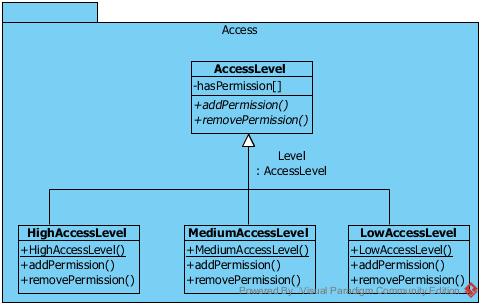 Access
AccessLevel
-hasPermission[]
+addPermission()
+removePermission()
Level
: AccessLevel
HighAccessLevel
+HighAccessLevel()
+addPermission()
+removePermission()
MediumAccessLevel
+MediumAccessLevel()
+addPermission()
+removePermission()
LowAccessLevel
+LowAccessLevel()
+addPermission()
+removePermission()
Powered By Visual Paradigm Community Edition